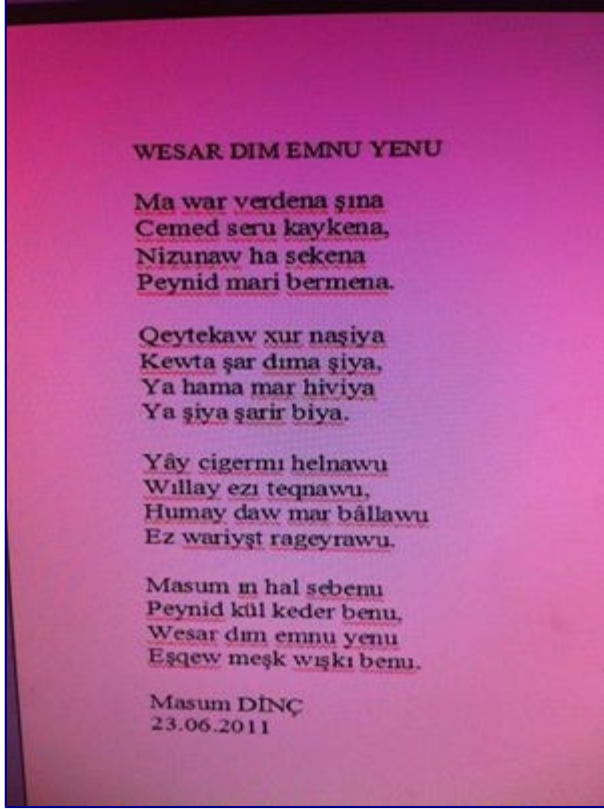 WESAR DIM EMNU YENU
Ma war verdena şına
Cemed seru kaykena,
Nizunaw ha sekena
Peynid mari bermena.
Qeytekaw xur naşiya
Kewta şar dıma şiya,
Ya hama mar hiviya
Ya şiya şarir biya.
Yây cigermı helnawu
Wıllay ezı teqnawu,
Humay daw mar bâllawu
Ez wariyşt rageyrawu.
Masum ın hal sebenu
Peynid kül keder benu,
Wesar dım emnu yenu
Eşqew meşk wışkı benu.
Masum DİNÇ
23.06.2011